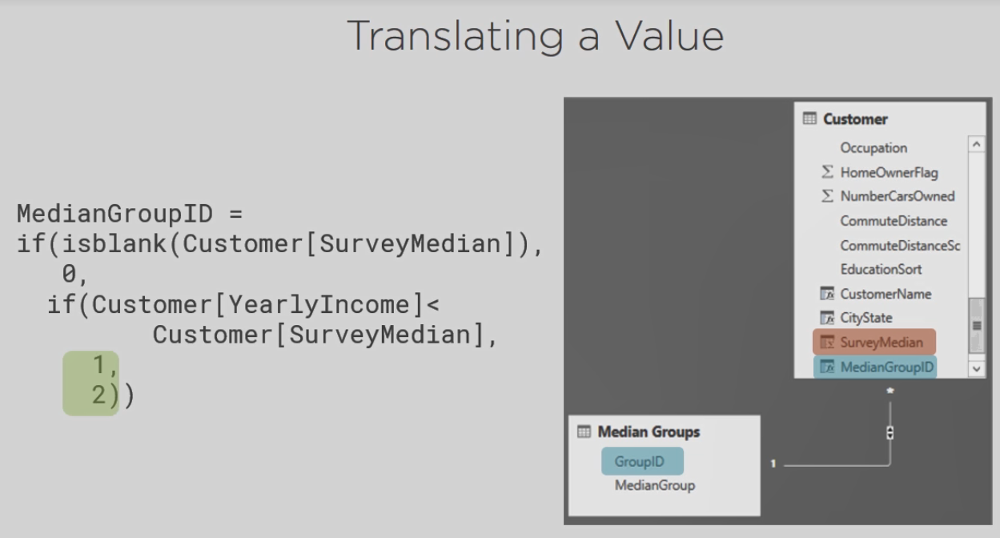 Translating a Value
MedianGroupID =
if(isblank(Customer[SurveyMedian]),
0,
if(Customer[YearlyIncome]<
Customer[SurveyMedian],
1,
2))
Customer
Occupation
Σ HomeOwnerFlag
Σ NumberCarsOwned
CommuteDistance
CommuteDistanceSc
EducationSort
CustomerName
CityState
SurveyMedian
MedianGroupID
*
Median Groups
GroupID
MedianGroup
1